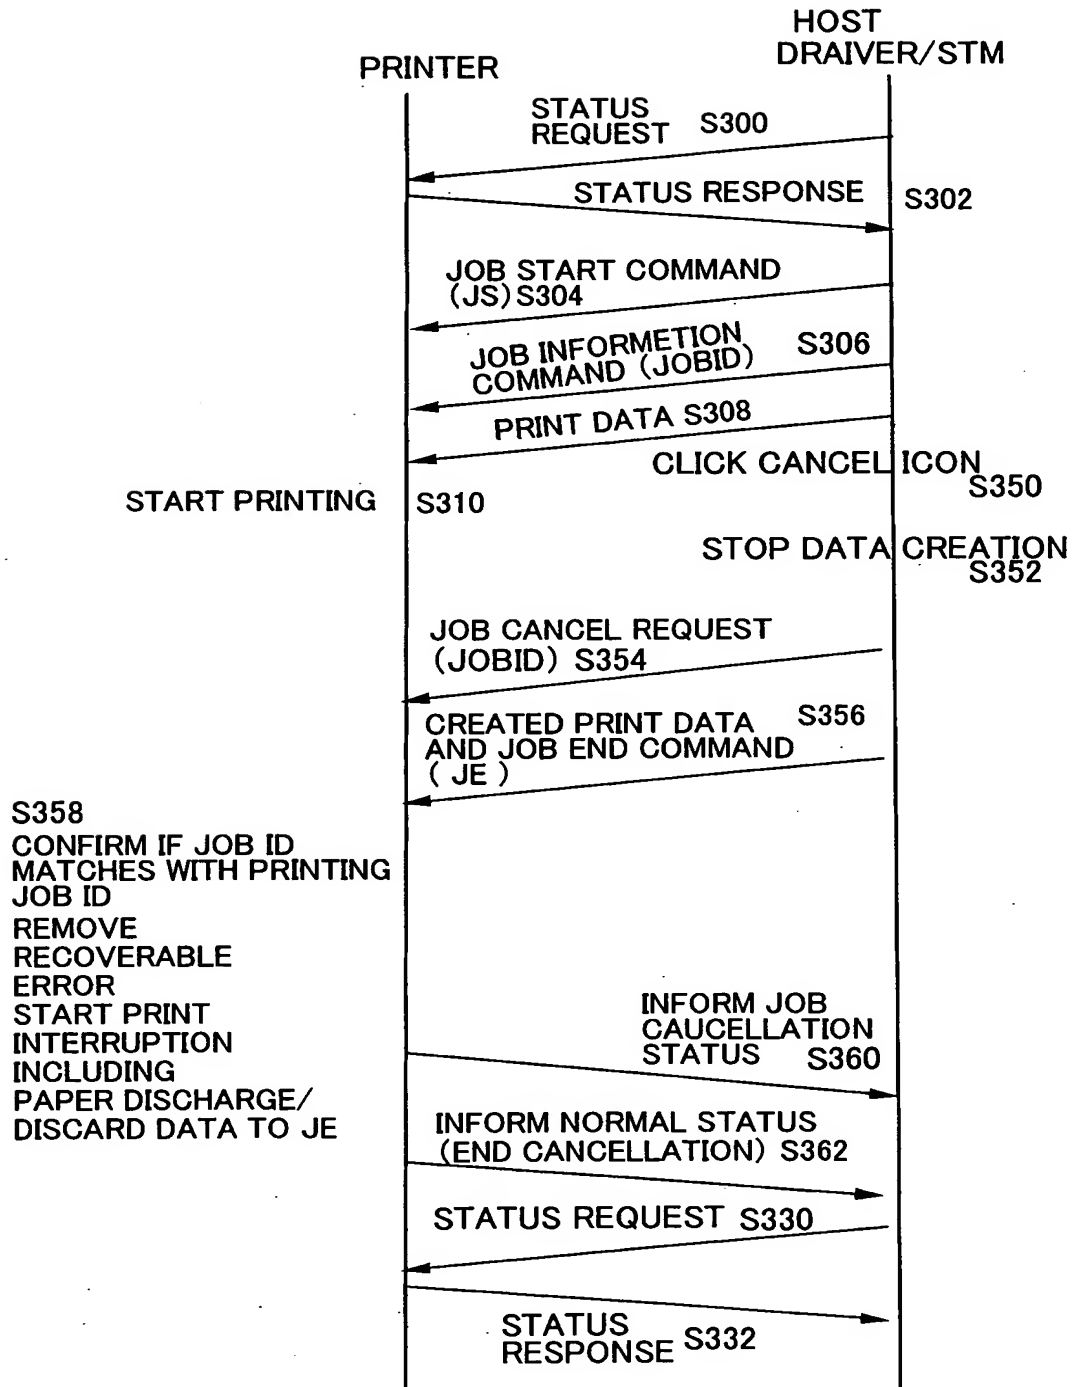 HOST
DRAIVER/STM
PRINTER
STATUS
REQUEST S300
STATUS RESPONSE S302
JOB START COMMAND
(JS)S304
JOB INFORMETION
COMMAND (JOBID) S306
PRINT DATA S308
CLICK CANCEL ICON
S350
START PRINTING S310
STOP DATA CREATION
S352
JOB CANCEL REQUEST
(JOBID) S354
CREATED PRINT DATA S356
AND JOB END COMMAND
( JE )
S358
CONFIRM IF JOB ID
MATCHES WITH PRINTING
JOB ID
REMOVE
RECOVERABLE
ERROR
START PRINT
INTERRUPTION
INCLUDING
PAPER DISCHARGE/
DISCARD DATA TO JE
INFORM JOB
CAUCELLATION
STATUS S360
INFORM NORMAL STATUS
(END CANCELLATION) S362
STATUS REQUEST S330
STATUS
RESPONSE S332